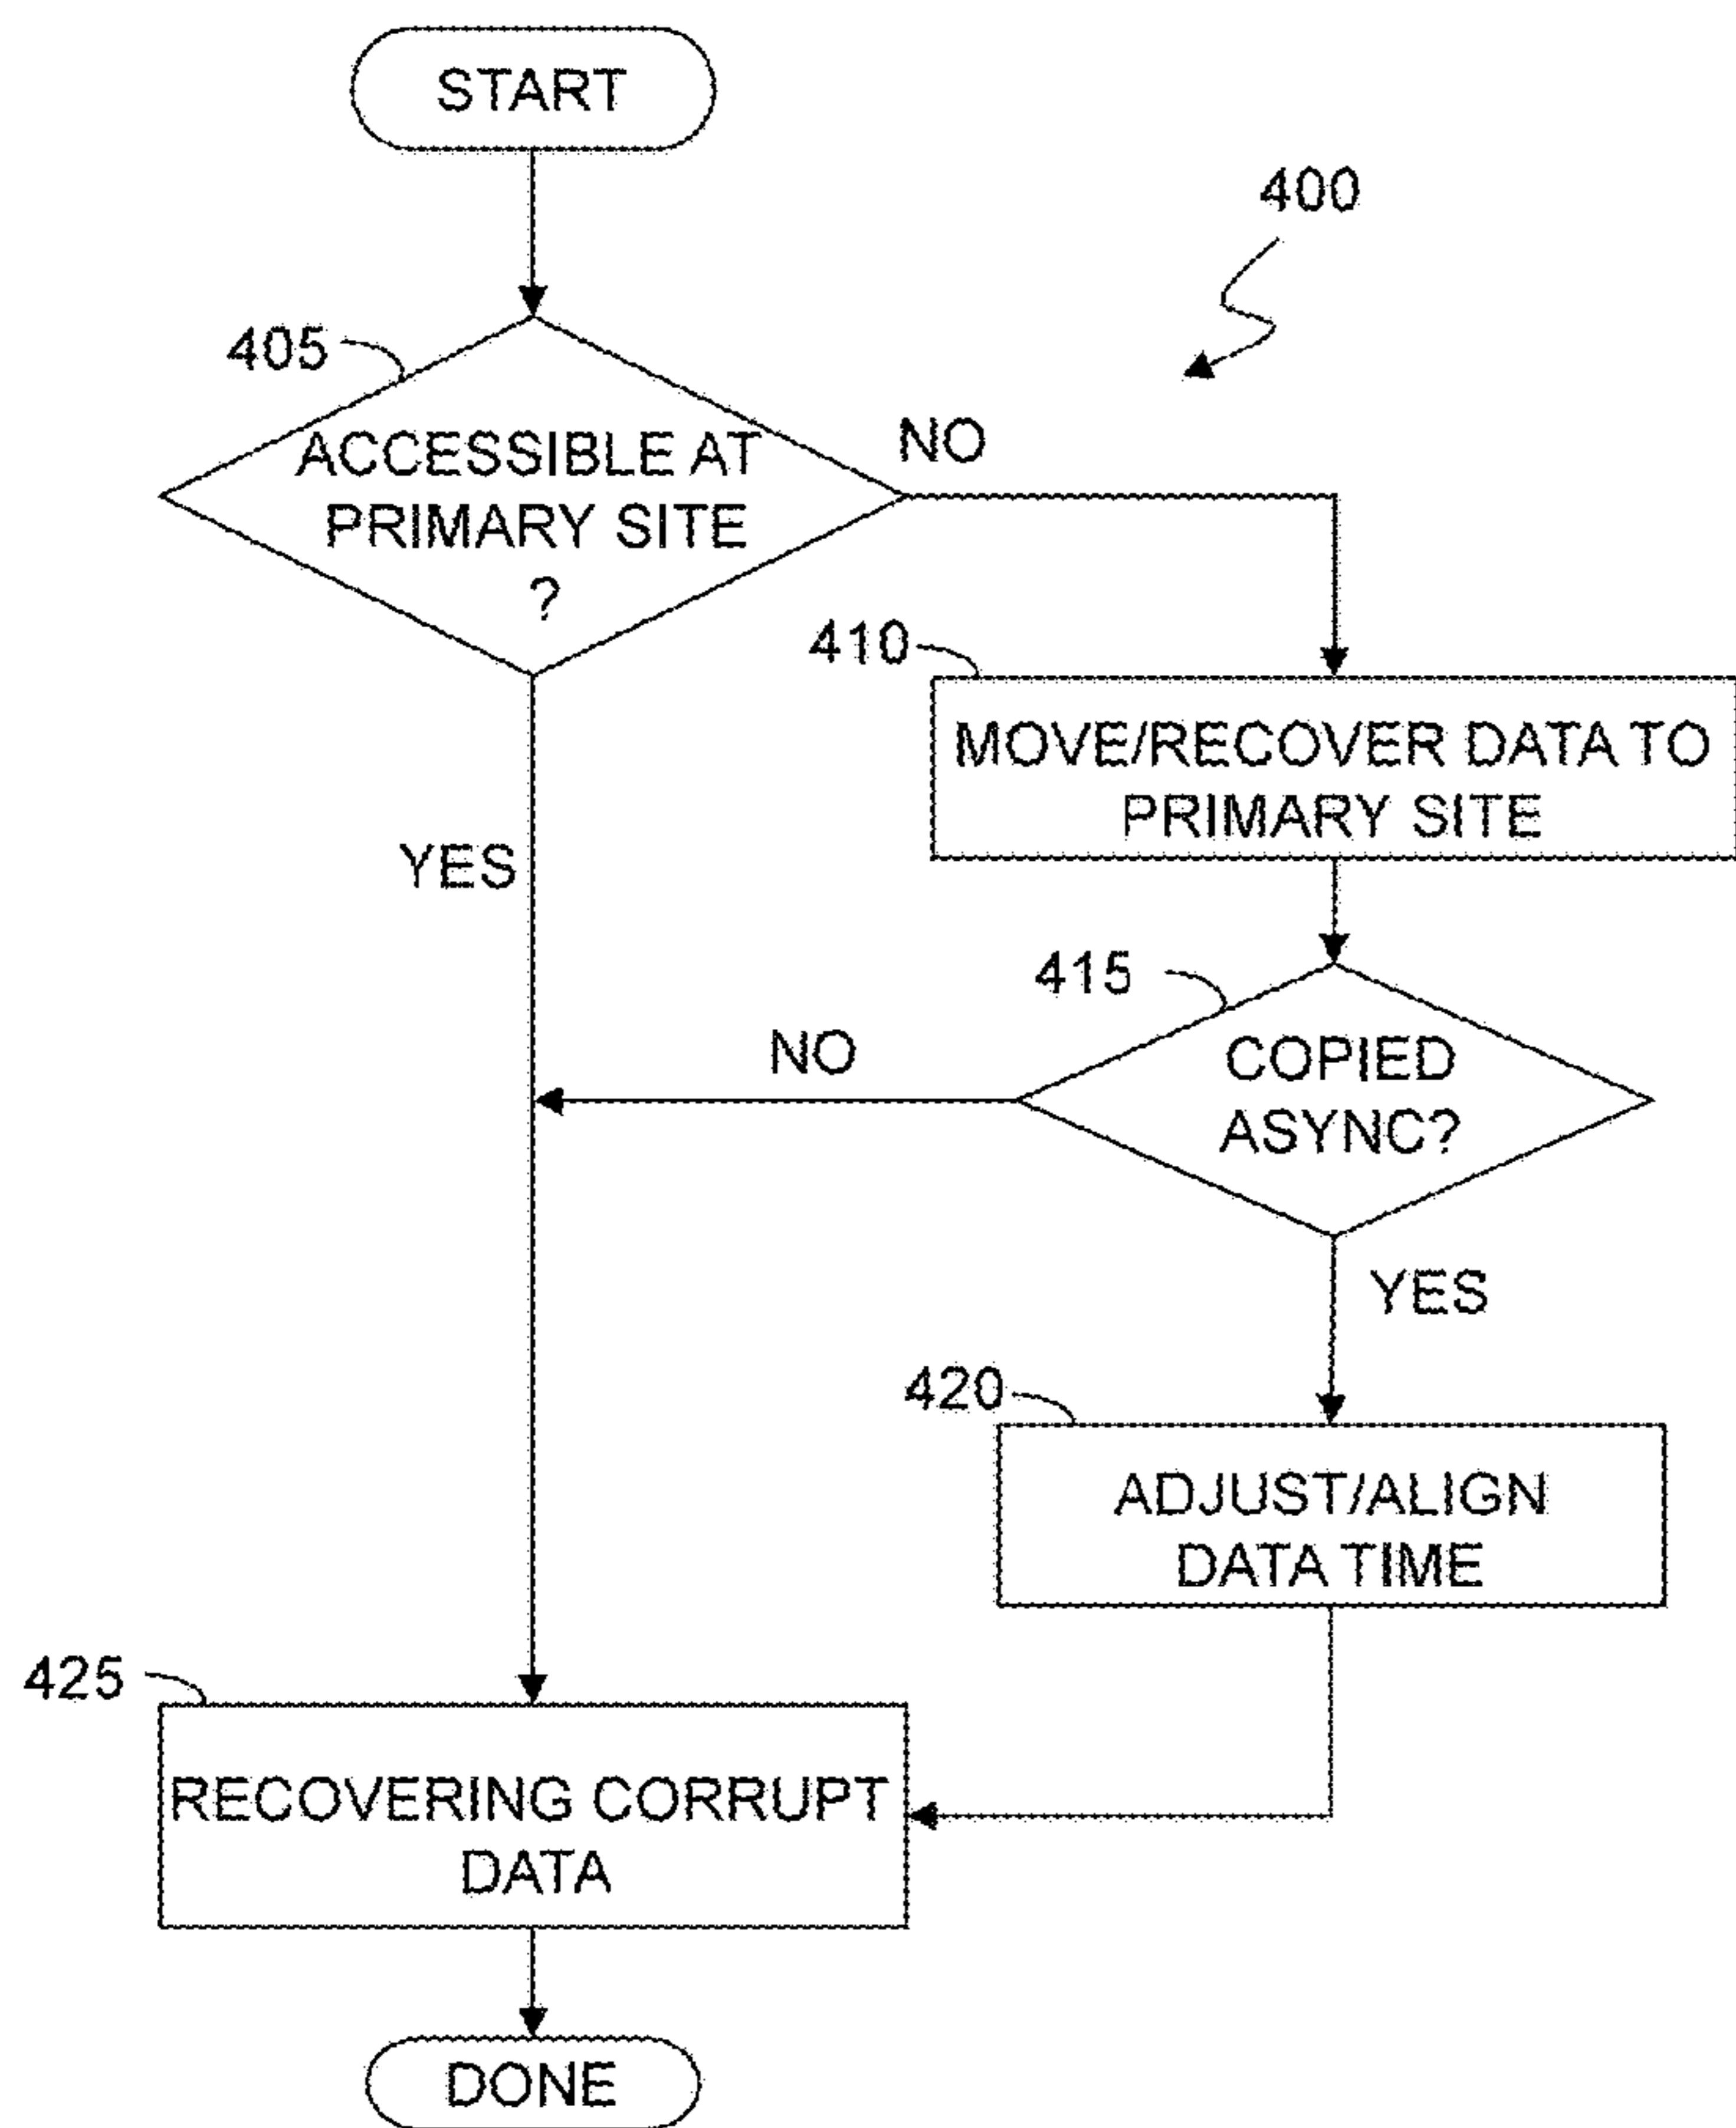 START
400
405
ACCESSIBLE AT
PRIMARY SITE
?
NO
410
MOVE/RECOVER DATA TO
PRIMARY SITE
YES
415
COPIED
ASYNC?
NO
YES
420
ADJUST/ALIGN
DATA TIME
425
RECOVERING CORRUPT
DATA
DONE